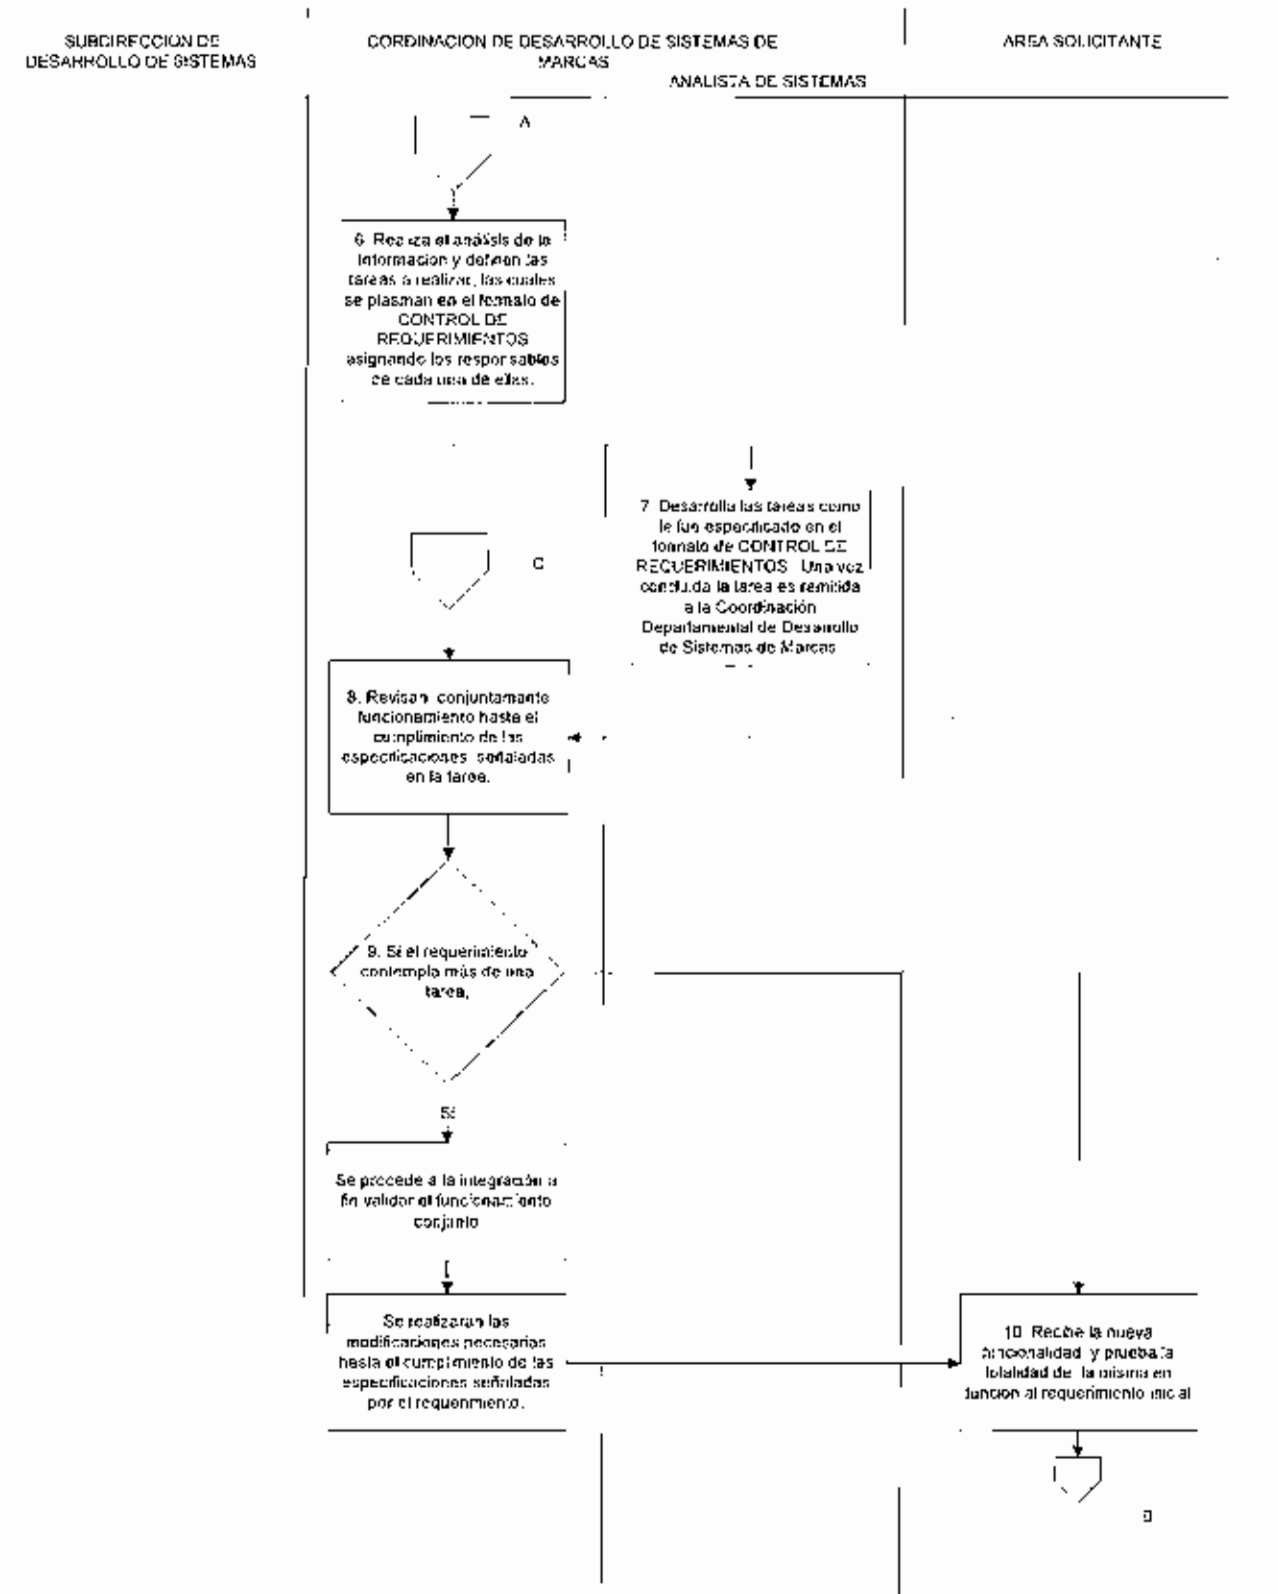 SUBDIRECCION DE
DESARROLLO DE SISTEMAS
CORDINACION DE DESARROLLO DE SISTEMAS DE
MARCAS
ANALISTA DE SISTEMAS
AREA SOLICITANTE
A
6. Realiza el análisis de la
Informacion y definen las
tareas a realizar, las cuales
se plasman en el formato de
CONTROL DE
REQUERIMIENTOS
asignando los responsables
de cada una de ellas.
7 Desarrolla las tareas como
le fue especificado en el
formato de CONTROL DE
REQUERIMIENTOS. Una vez
concluida la tarea es remitida
a la Coordinación
Departamental de Desarrollo
de Sistemas de Marcas
C
8. Revisan conjuntamente
funcionamiento hasta el
cumplimiento de las
especificaciones señaladas
en la tarea.
9. Si el requerimiento
contempla más de una
tarea,
Si
Se procede a la integración a
fin validar el funcionamiento
conjunto
Se realizaran las
modificaciones necesarias
hasta el cumplimiento de las
especificaciones señaladas
por el requerimiento.
10. Recibe la nueva
funcionalidad y prueba la
totalidad de la misma en
función al requerimiento inicial